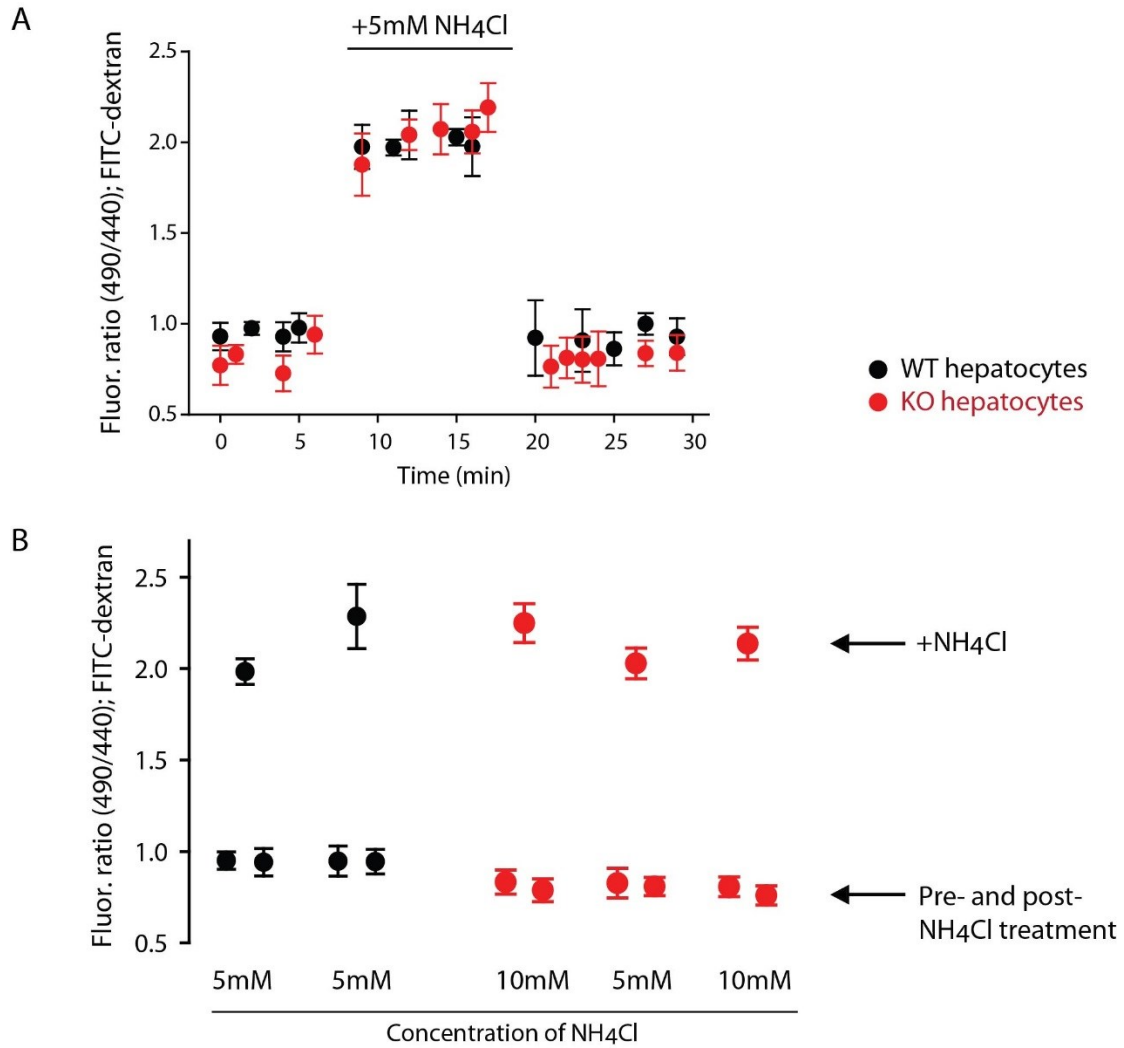 A
+5mM NH4Cl
Fluor. ratio (490/440); FITC-dextran
2.5
2.0
1.5
1.0
0.5
0 5 10 15 20 25 30
Time (min)
WT hepatocytes
KO hepatocytes
B
Fluor. ratio (490/440); FITC-dextran
2.5
2.0
1.5
1.0
0.5
+NH4Cl
Pre- and post-
NH4Cl treatment
5mM 5mM 10mM 5mM 10mM
Concentration of NH4Cl